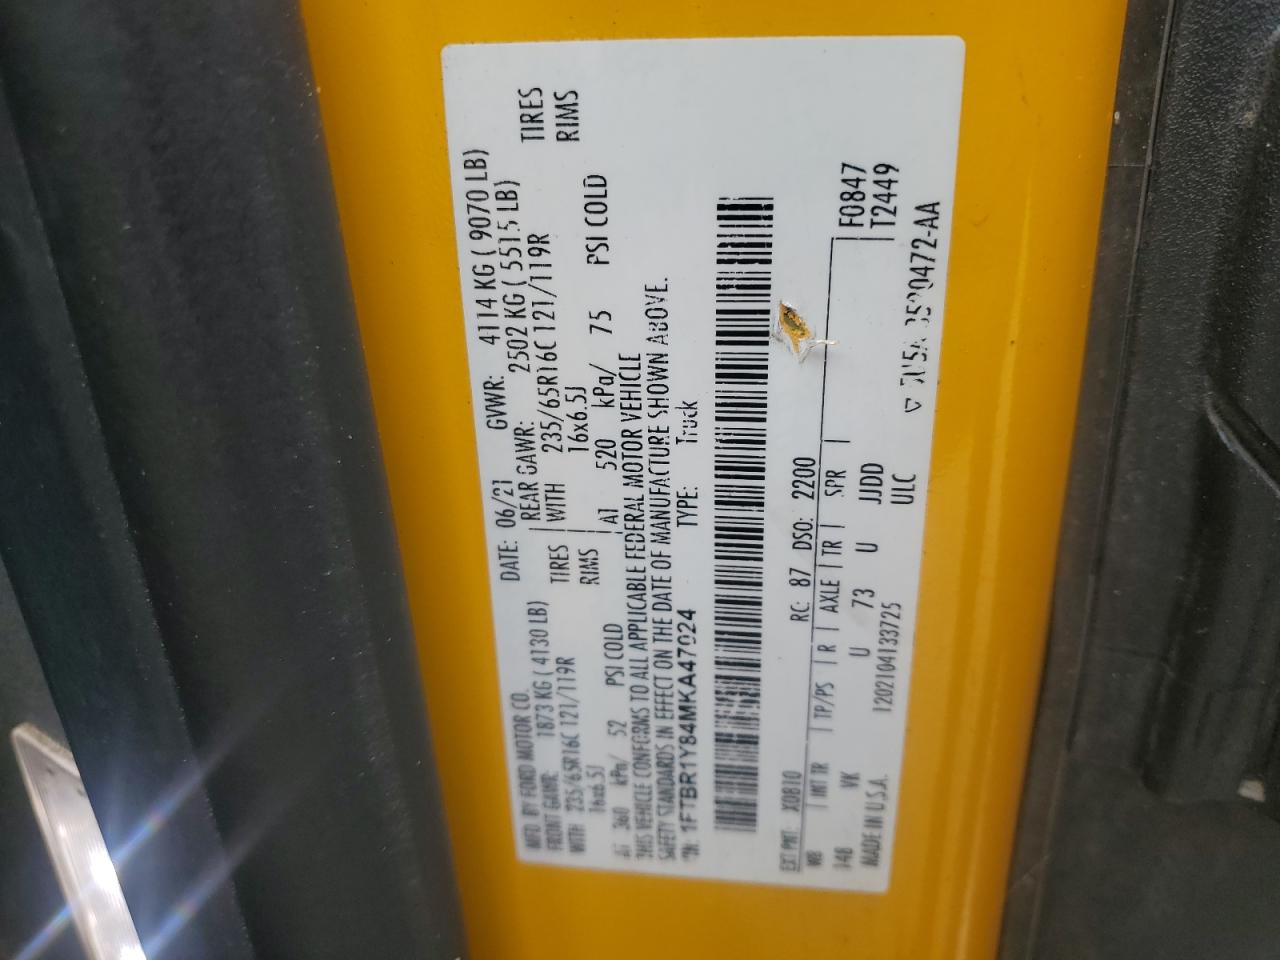 MFD BY FORD MOTOR CO. DATE: 06/21 GVWR: 4114 KG ( 9070 LB)
FRONT GAWR: 1873 KG ( 4130 LB) REAR GAWR: 2502 KG ( 5515 LB)
WITH 235/65R16C 121/119R TIRES WITH 235/65R16C 121/119R TIRES
16x6.5J RIMS 16x6.5J RIMS
AT 360 kPa/ 52 PSI COLD AT 520 kPa/ 75 PSI COLD
THIS VEHICLE CONFORMS TO ALL APPLICABLE FEDERAL MOTOR VEHICLE
SAFETY STANDARDS IN EFFECT ON THE DATE OF MANUFACTURE SHOWN ABOVE.
VIN: 1FTBR1Y84MKA47024 TYPE: Truck
EXT PNT: X0810 RC: 87 DSO: 2200
WB INT TR TP/PS R AXLE TR SPR F0847
148 VK U 73 U JJDD T2449
MADE IN U.S.A. 1202104133725 ULC